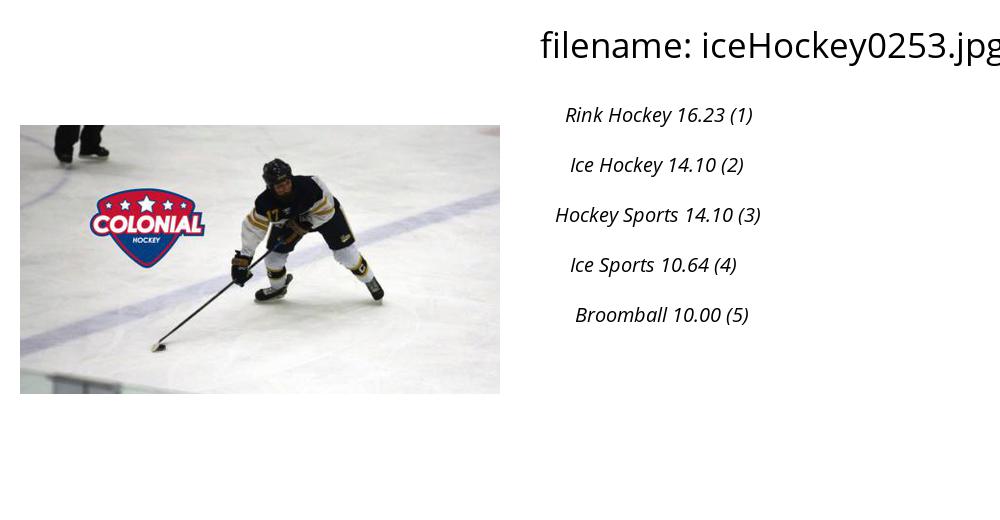 filename: iceHockey0253.jpg
Rink Hockey 16.23 (1)
Ice Hockey 14.10 (2)
Hockey Sports 14.10 (3)
Ice Sports 10.64 (4)
Broomball 10.00 (5)
COLONIAL
HOCKEY
17